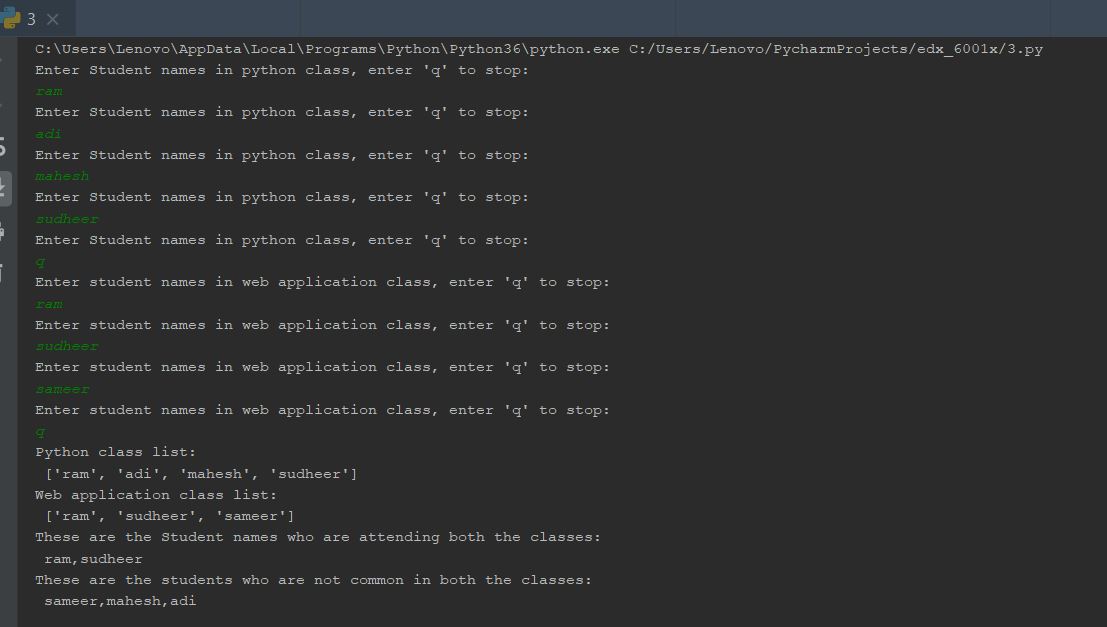 3
C:\Users\Lenovo\AppData\Local\Programs\Python\Python36\python.exe C:/Users/Lenovo/PycharmProjects/edx_6001x/3.py
Enter Student names in python class, enter 'q' to stop:
ram
Enter Student names in python class, enter 'q' to stop:
adi
Enter Student names in python class, enter 'q' to stop:
mahesh
Enter Student names in python class, enter 'q' to stop:
sudheer
Enter Student names in python class, enter 'q' to stop:
q
Enter student names in web application class, enter 'q' to stop:
ram
Enter student names in web application class, enter 'q' to stop:
sudheer
Enter student names in web application class, enter 'q' to stop:
sameer
Enter student names in web application class, enter 'q' to stop:
q
Python class list:
['ram', 'adi', 'mahesh', 'sudheer']
Web application class list:
['ram', 'sudheer', 'sameer']
These are the Student names who are attending both the classes:
ram,sudheer
These are the students who are not common in both the classes:
sameer,mahesh,adi